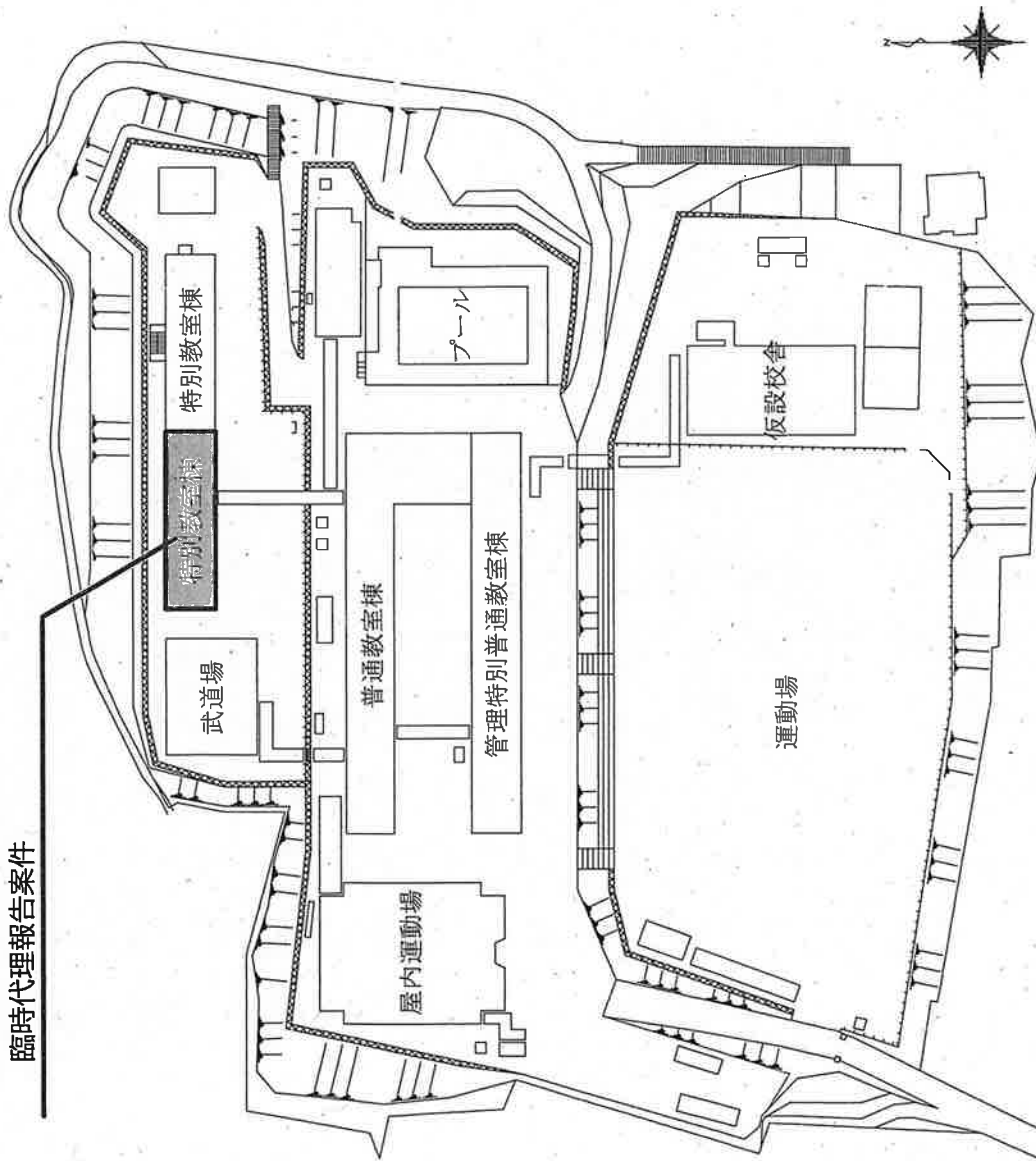 臨時代理報告案件
N
特別教室棟
特別教室棟
武道場
プール
普通教室棟
管理特別普通教室棟
屋内運動場
仮設校舎
運動場